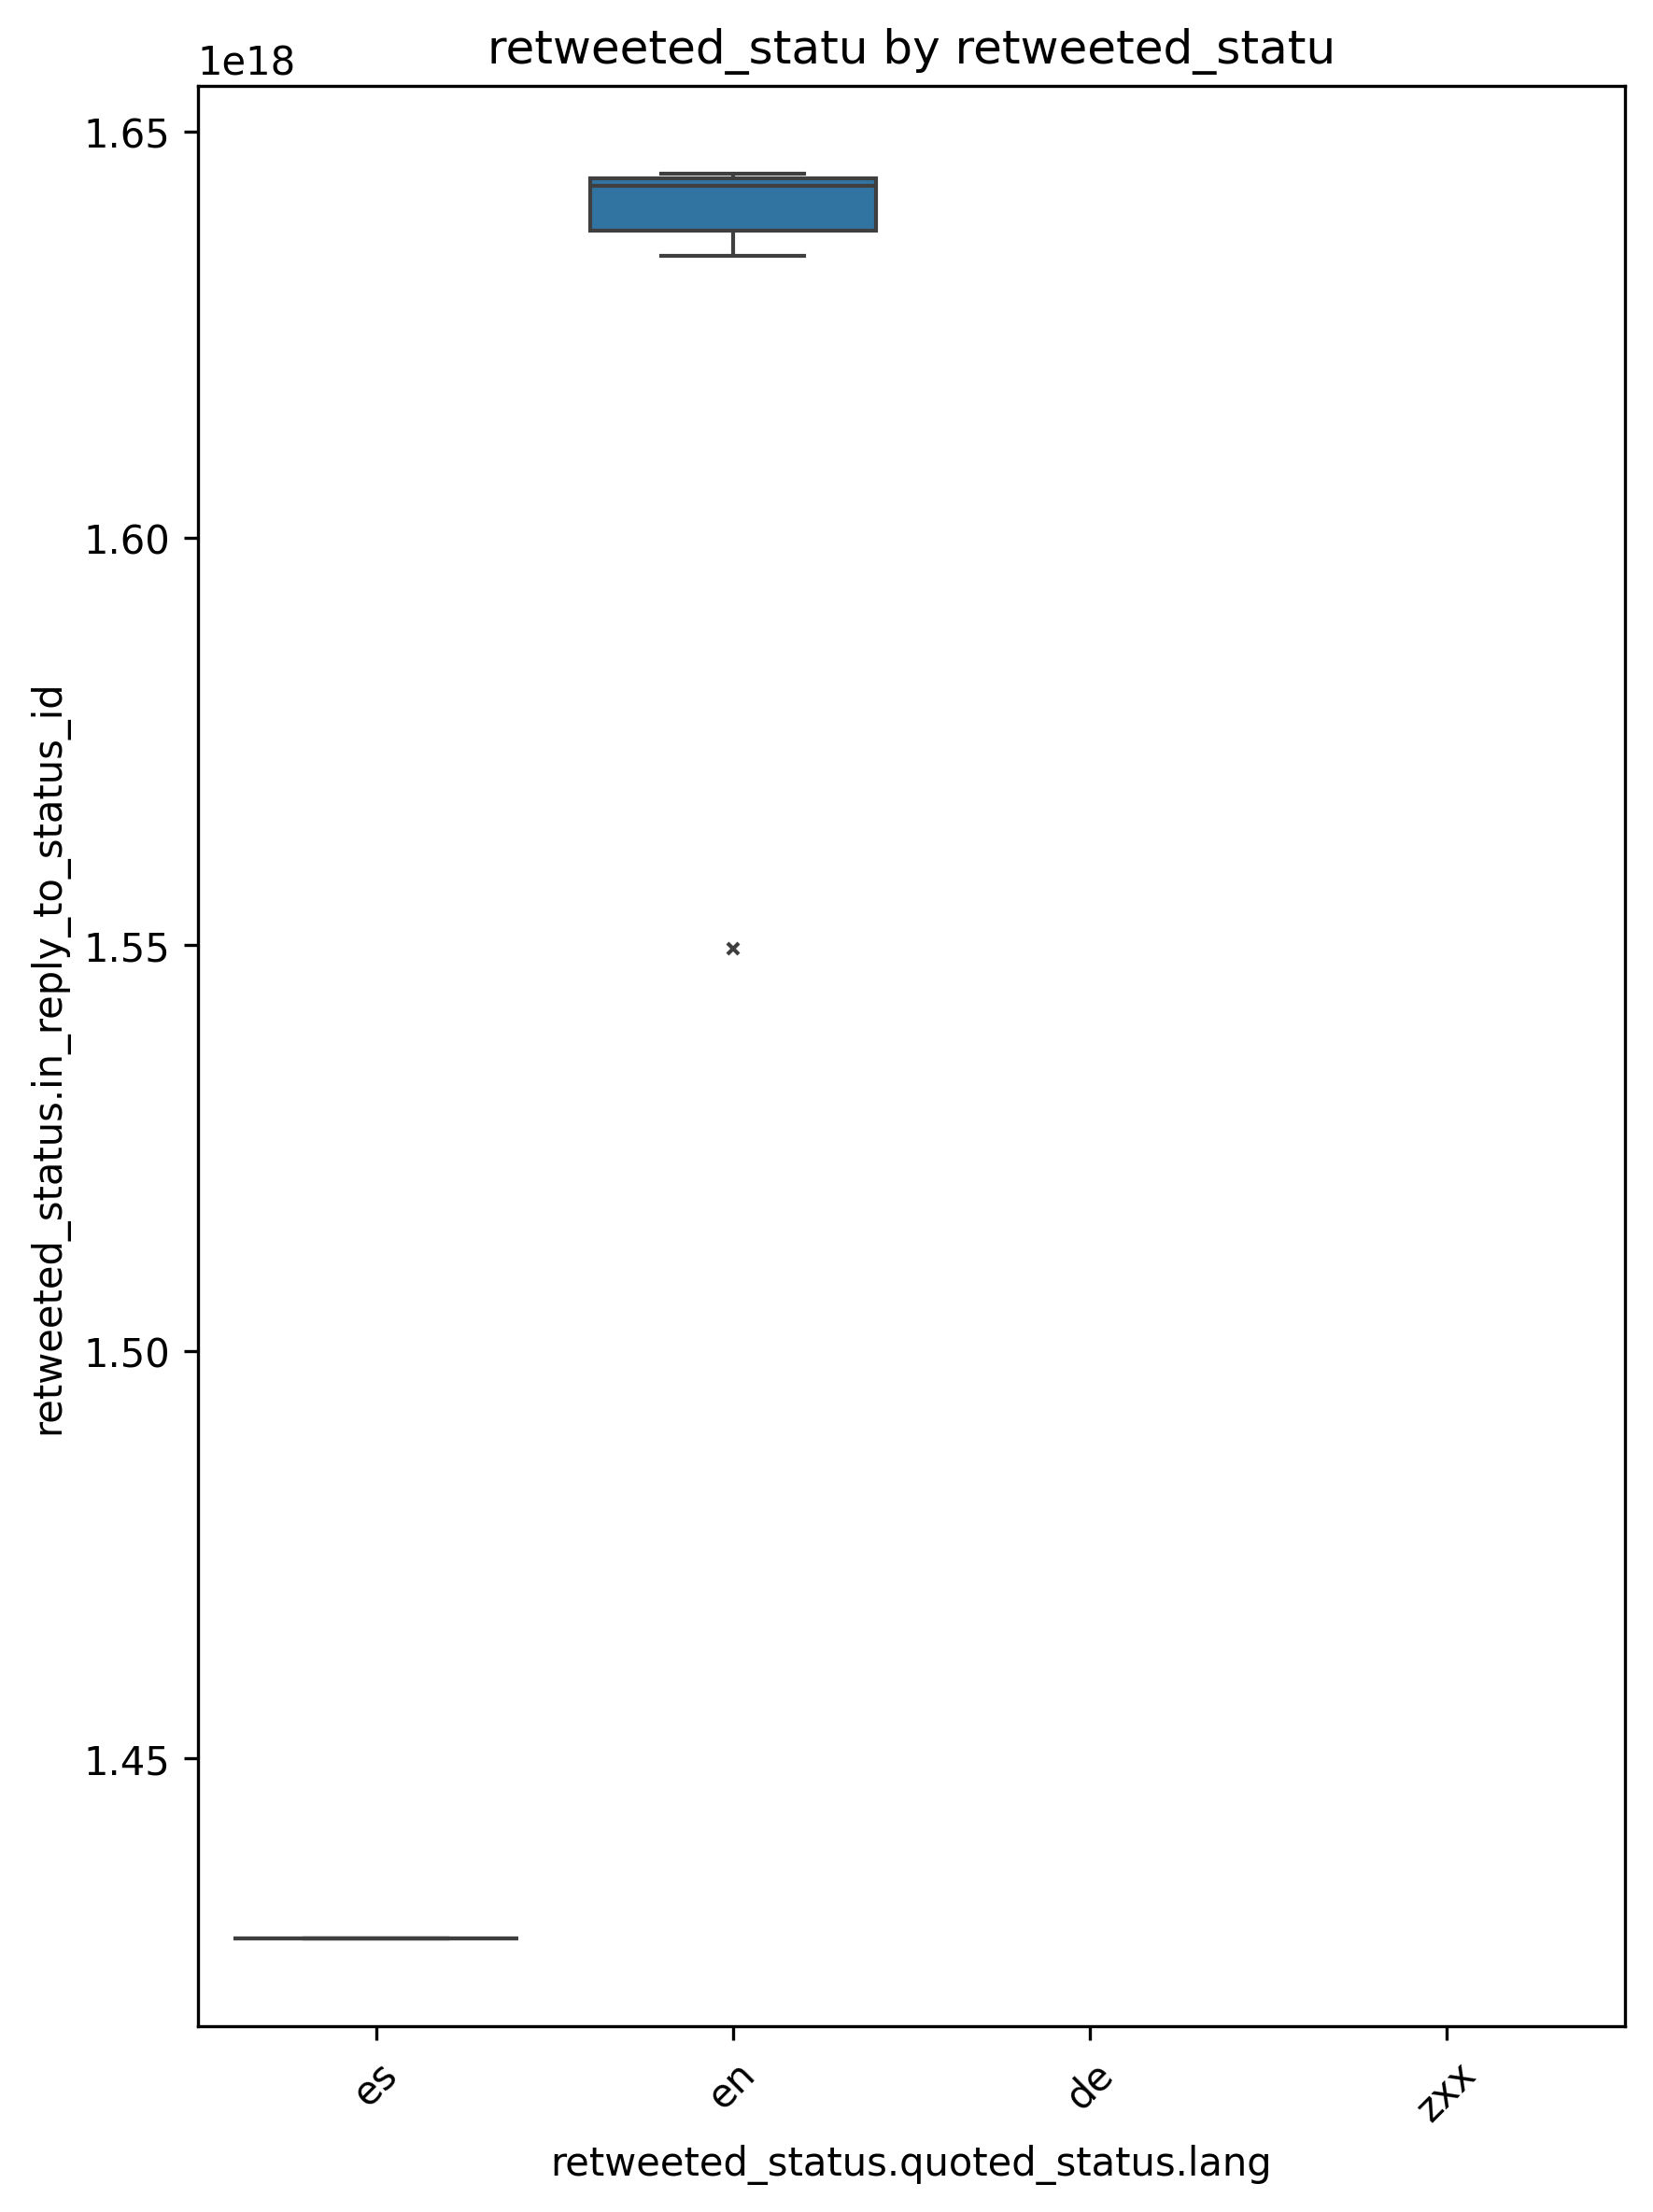 retweeted_statu by retweeted_statu
1e18
1.65
1.60
1.55
1.50
1.45
retweeted_status.in_reply_to_status_id
es
en
de
zxx
retweeted_status.quoted_status.lang